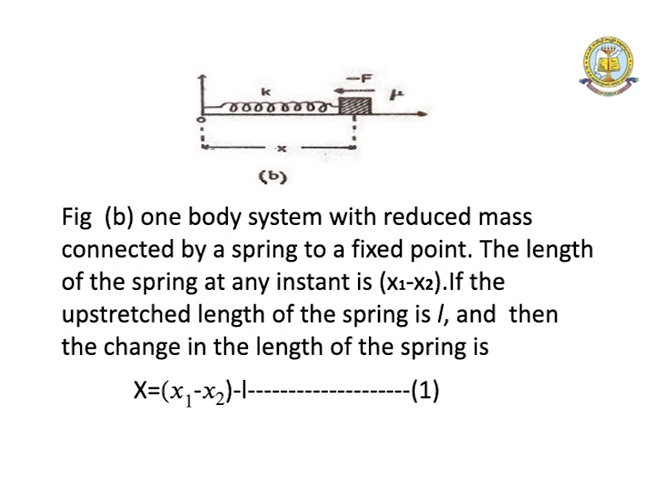 k
−F
μ
o
x
(b)
Fig (b) one body system with reduced mass
connected by a spring to a fixed point. The length
of the spring at any instant is (x₁-x₂).If the
upstretched length of the spring is l, and then
the change in the length of the spring is
X=(x₁-x₂)-l--------------------(1)